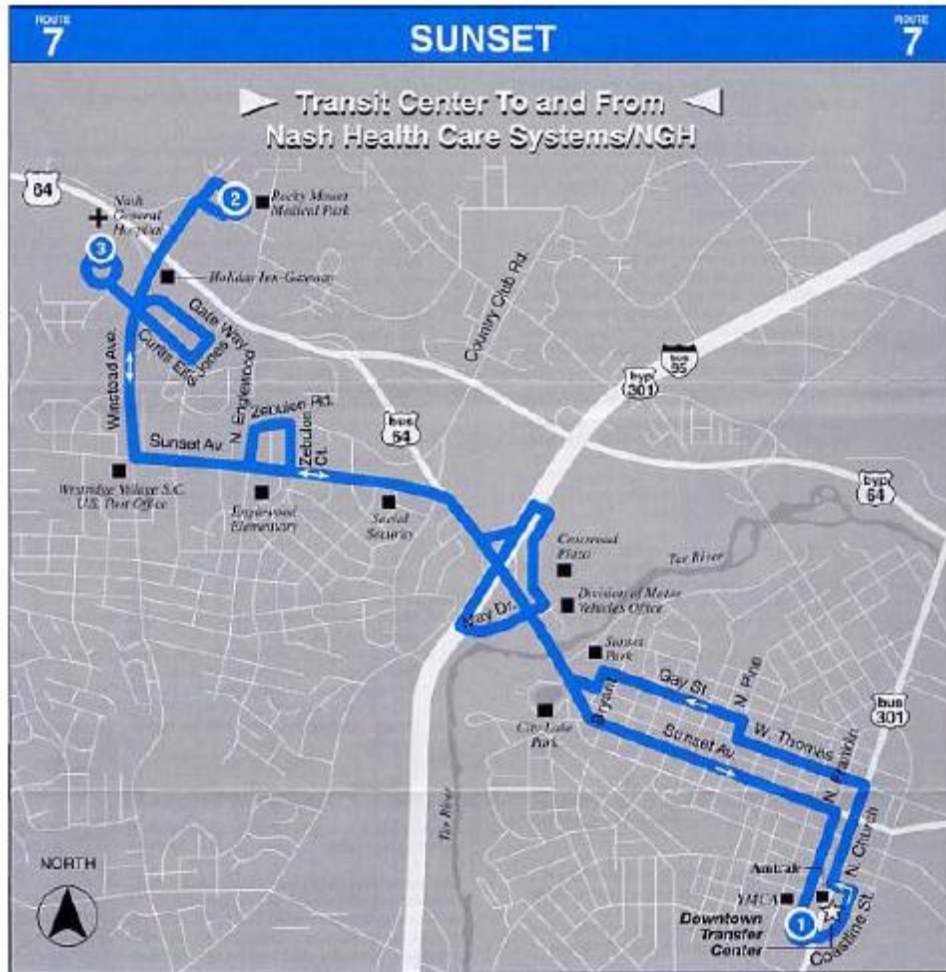 ROUTE
7
SUNSET
ROUTE
7
Transit Center To and From
Nash Health Care Systems/NGH
64
Nash
General
Hospital
2
Rocky Mount
Medical Park
3
Holiday Inn-Gateway
Country Club Rd.
Gate Way
Curtis Ellis
Jones
Winstead Ave.
N. Englewood
Zebulon Rd.
Zebulon
Ct.
bus
64
byp
301
bus
95
byp
64
Sunset Av.
Westridge Village S.C.
U.S. Post Office
Englewood
Elementary
Social
Security
Crossroad
Plaza
Tar River
Division of Motor
Vehicles Office
May Dr.
Sunset
Park
Gay St.
N. Pine
Bryant
City Lake
Park
Sunset Av.
W. Thomas
N. Franklin
bus
301
Tar River
N. Church
NORTH
Amtrak
YMCA
1
Downtown
Transfer
Center
Coastline St.